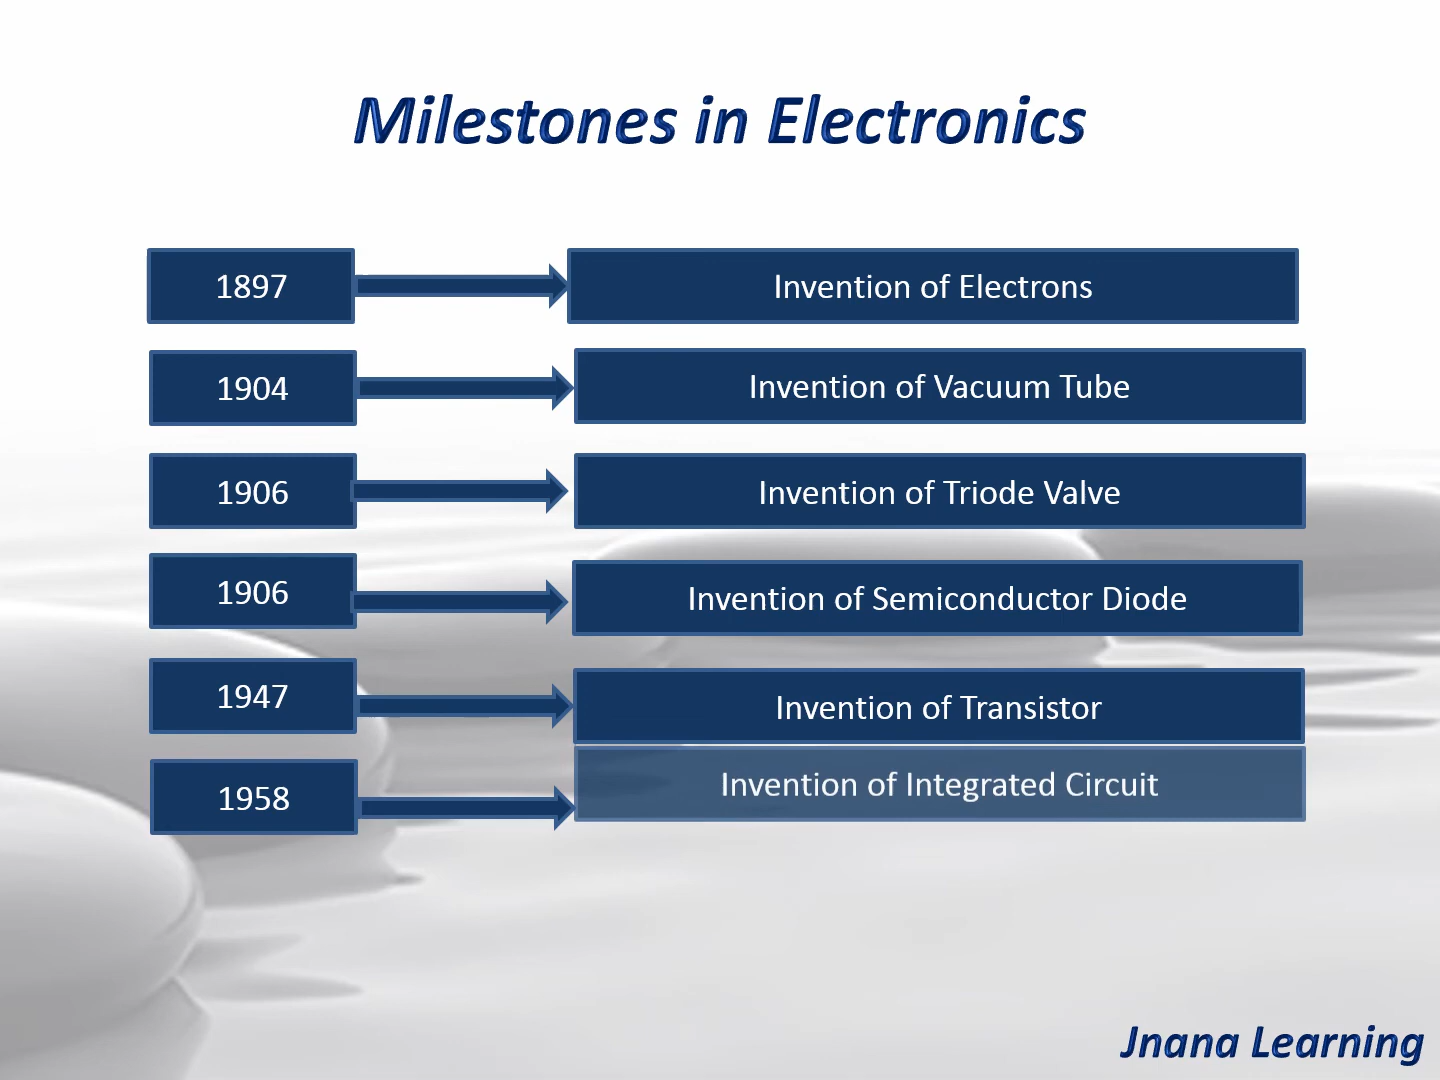 Milestones in Electronics
1897
Invention of Electrons
1904
Invention of Vacuum Tube
1906
Invention of Triode Valve
1906
Invention of Semiconductor Diode
1947
Invention of Transistor
1958
Invention of Integrated Circuit
Jnana Learning